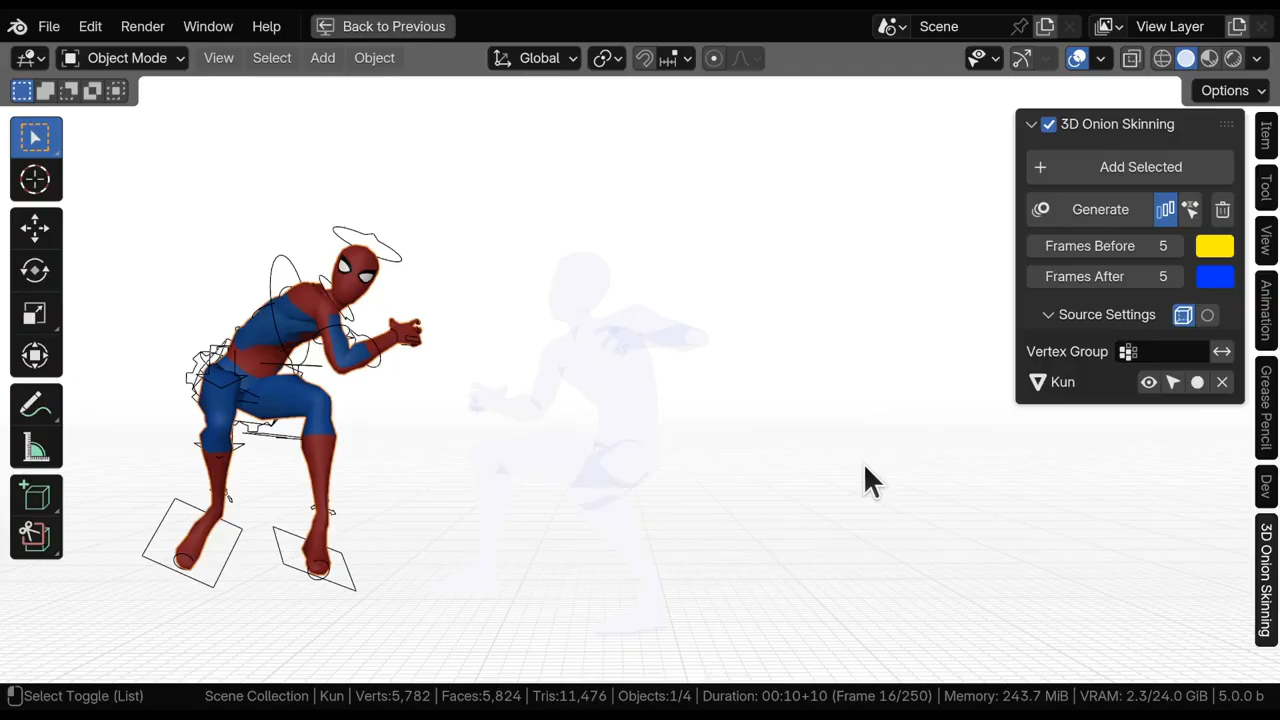 File Edit Render Window Help Back to Previous Scene View Layer
Object Mode View Select Add Object Global
Options
3D Onion Skinning
Add Selected
Generate
Frames Before 5
Frames After 5
Source Settings
Vertex Group
Kun
Item
Tool
View
Animation
Grease Pencil
Dev
3D Onion Skinning
Select Toggle (List) Scene Collection | Kun | Verts:5,782 | Faces:5,824 | Tris:11,476 | Objects:1/4 | Duration: 00:10+10 (Frame 16/250) | Memory: 243.7 MiB | VRAM: 2.3/24.0 GiB | 5.0.0 b